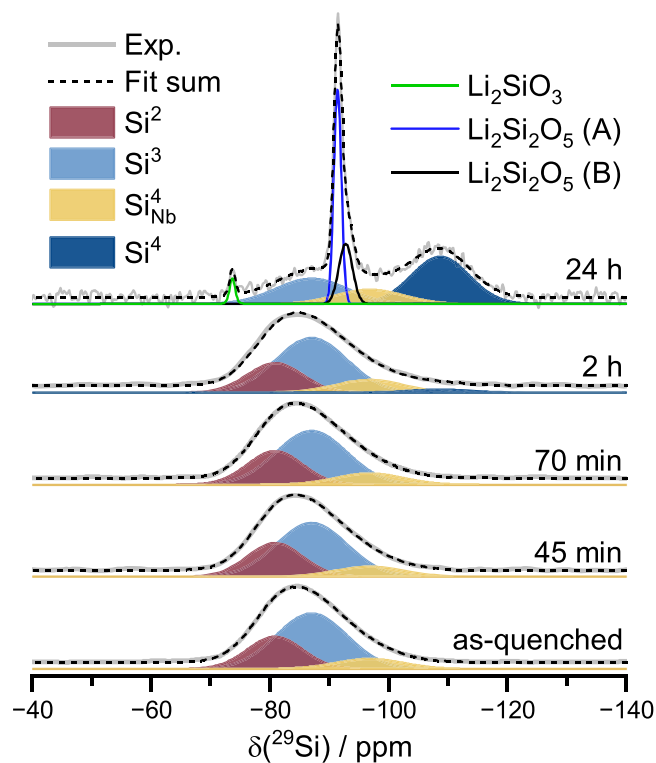 Exp.
Fit sum
Si²
Si³
Si⁴Nb
Si⁴
Li₂SiO₃
Li₂Si₂O₅ (A)
Li₂Si₂O₅ (B)
24 h
2 h
70 min
45 min
as-quenched
−40 −60 −80 −100 −120 −140
δ(²⁹Si) / ppm